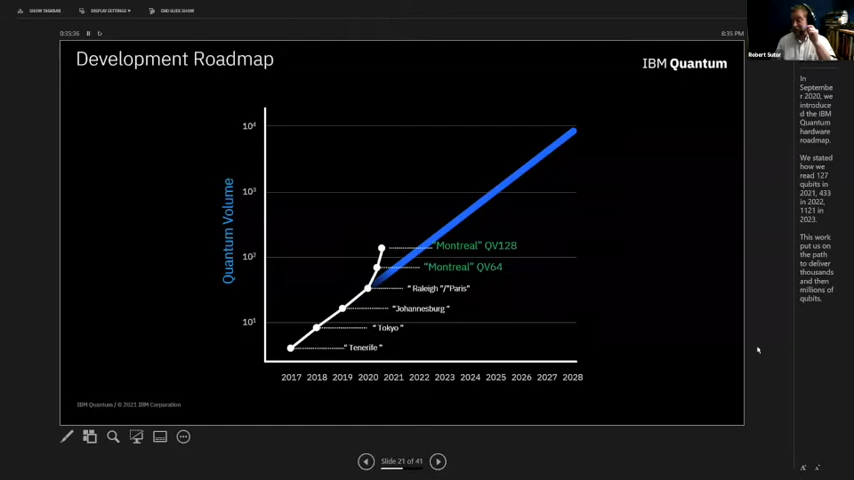 SHOW TASKBAR
DISPLAY SETTINGS ▾
END SLIDE SHOW
0:35:36
8:35 PM
Robert Sutor
Development Roadmap
IBM Quantum
Quantum Volume
10⁴
10³
10²
10¹
"Montreal" QV128
"Montreal" QV64
" Raleigh "/"Paris"
"Johannesburg "
" Tokyo "
" Tenerife "
2017 2018 2019 2020 2021 2022 2023 2024 2025 2026 2027 2028
IBM Quantum / © 2021 IBM Corporation
Slide 21 of 41
In
Septembe
r 2020, we
introduce
d the IBM
Quantum
hardware
roadmap.
We stated
how we
read 127
qubits in
2021, 433
in 2022,
1121 in
2023.
This work
put us on
the path
to deliver
thousands
and then
millions of
qubits.
A A